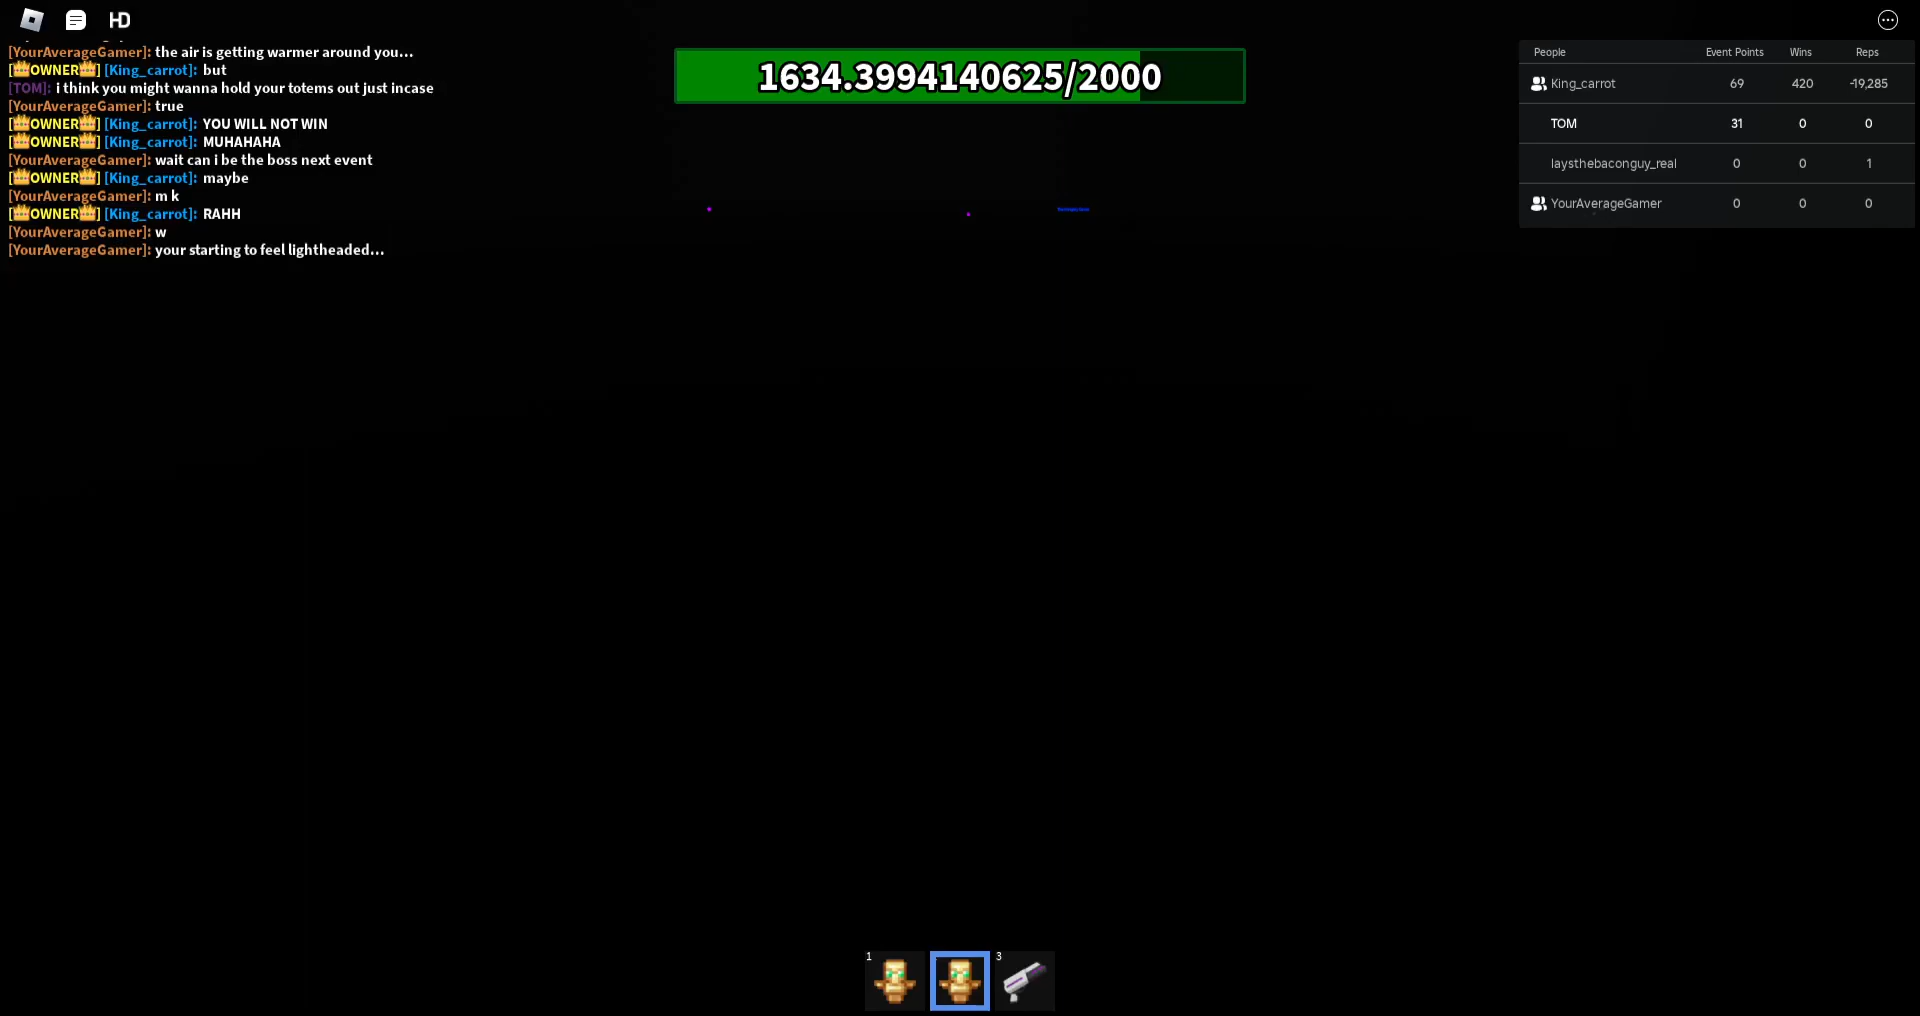 HD
[YourAverageGamer]: the air is getting warmer around you...
[👑OWNER👑] [King_carrot]: but
[TOM]: i think you might wanna hold your totems out just incase
[YourAverageGamer]: true
[👑OWNER👑] [King_carrot]: YOU WILL NOT WIN
[👑OWNER👑] [King_carrot]: MUHAHAHA
[YourAverageGamer]: wait can i be the boss next event
[👑OWNER👑] [King_carrot]: maybe
[YourAverageGamer]: m k
[👑OWNER👑] [King_carrot]: RAHH
[YourAverageGamer]: w
[YourAverageGamer]: your starting to feel lightheaded...
1634.3994140625/2000
People Event Points Wins Reps
King_carrot 69 420 -19,285
TOM 31 0 0
laysthebaconguy_real 0 0 1
YourAverageGamer 0 0 0
1
3